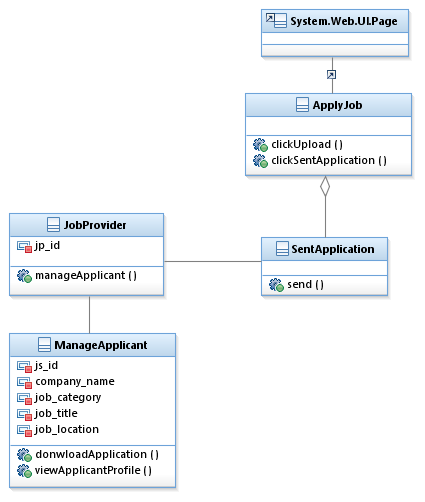 System.Web.UI.Page
ApplyJob
clickUpload ( )
clickSentApplication ( )
JobProvider
jp_id
manageApplicant ( )
SentApplication
send ( )
ManageApplicant
js_id
company_name
job_category
job_title
job_location
donwloadApplication ( )
viewApplicantProfile ( )